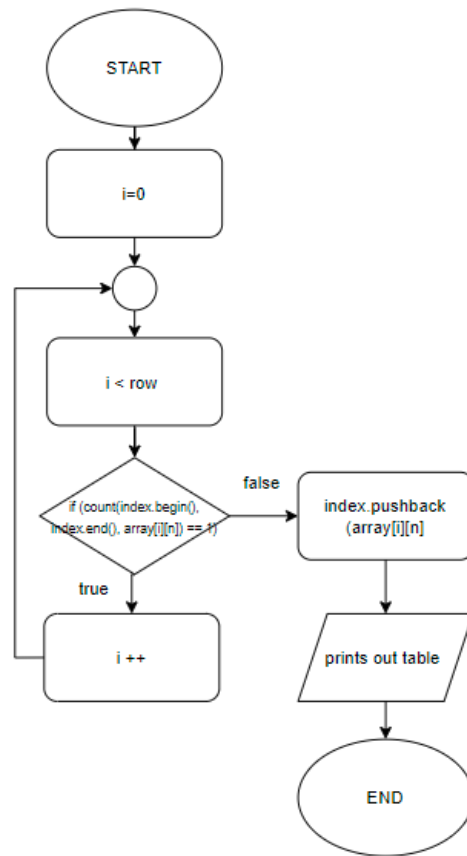 START
i=0
i < row
if (count(index.begin(),
index.end(), array[i][n]) == 1)
false
index.pushback
(array[i][n]
true
i ++
prints out table
END